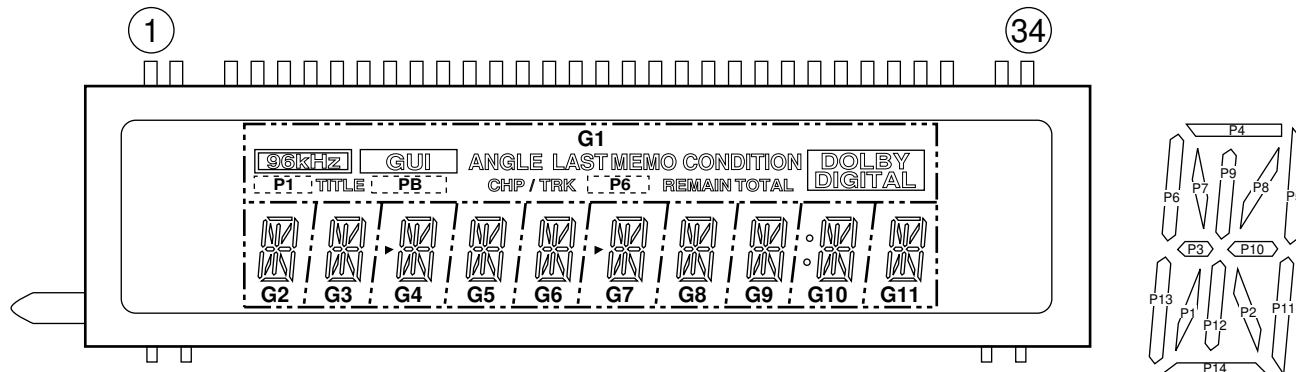 1 34
G1
96kHz GUI ANGLE LAST MEMO CONDITION DOLBY DIGITAL
P1 TITLE PB CHP / TRK P6 REMAIN TOTAL
G2 G3 G4 G5 G6 G7 G8 G9 G10 G11
P4
P6 P7 P9 P8
P3 P10
P13 P1 P12 P2 P11
P14